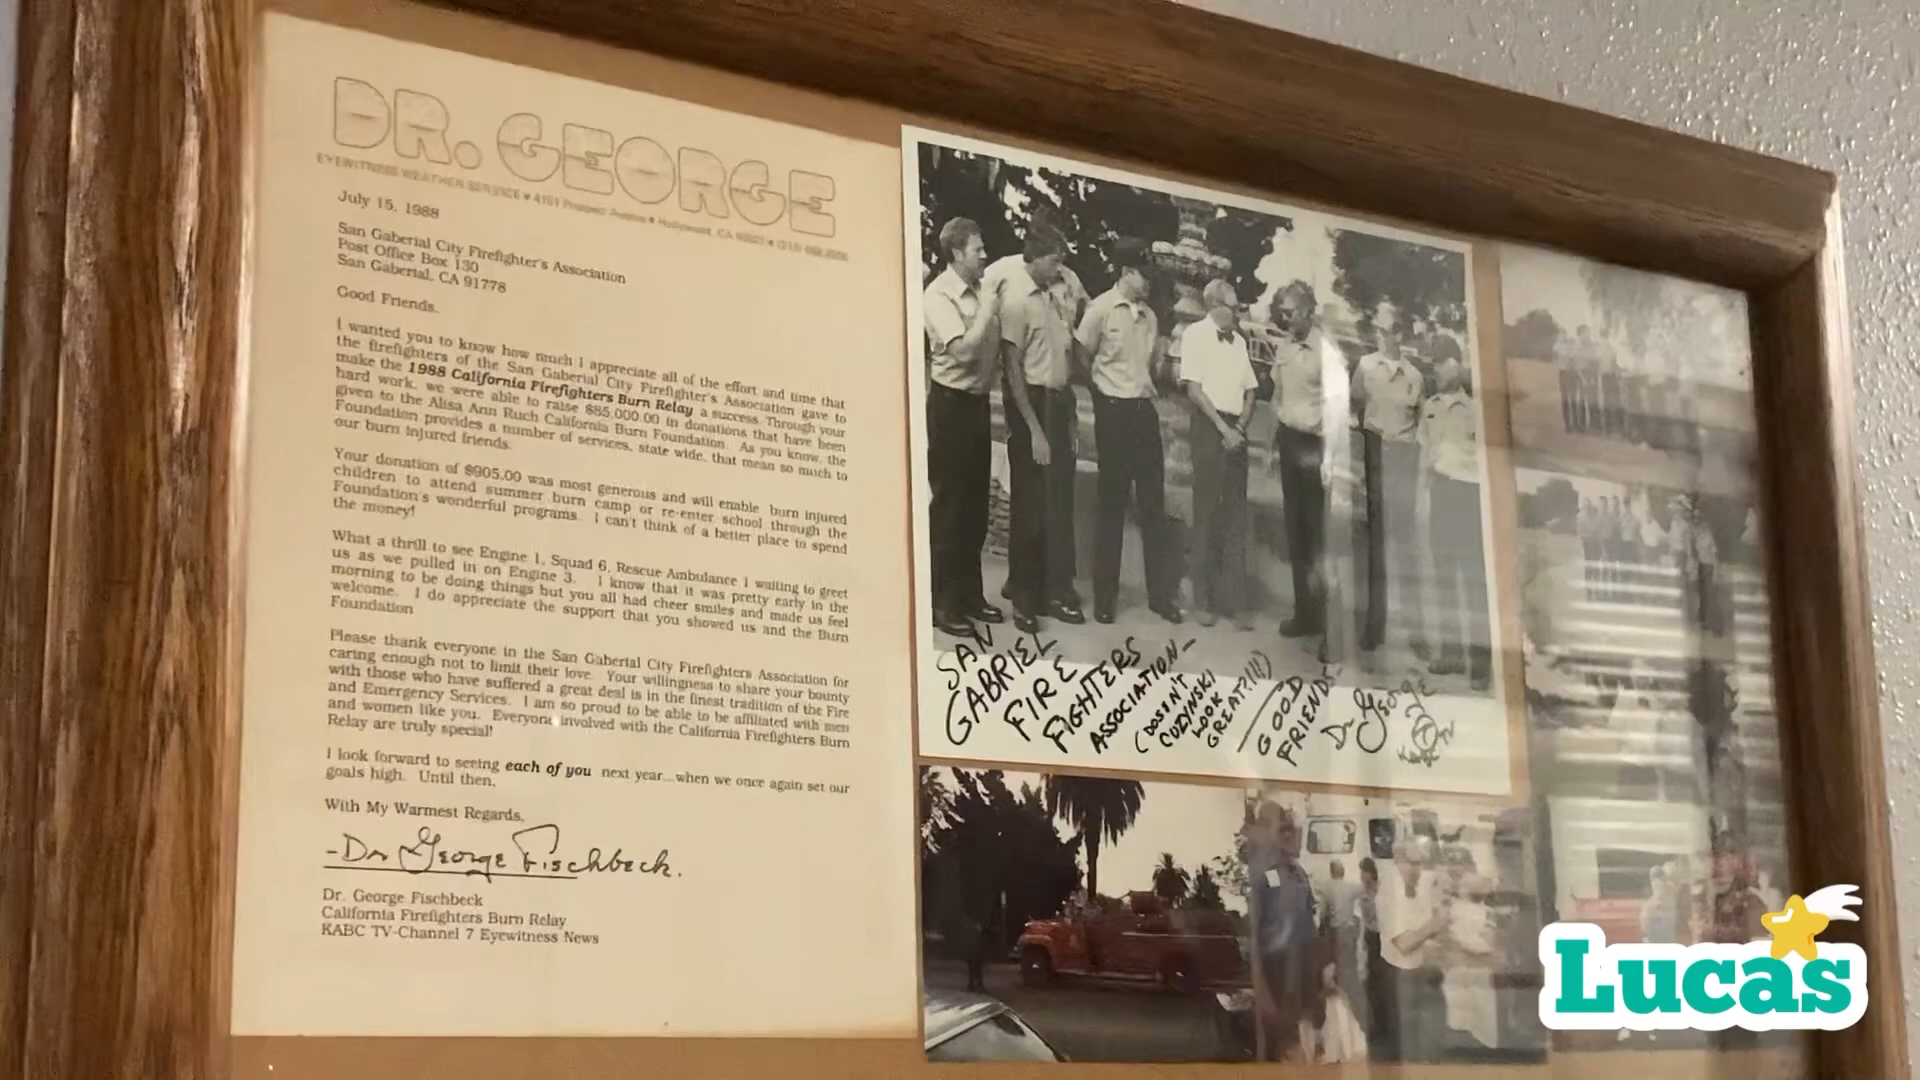 DR. GEORGE
EYEWITNESS WEATHER SERVICE • 4151 Prospect Avenue • Hollywood, CA
July 15, 1988
San Gaberial City Firefighter's Association
Post Office Box 130
San Gaberial, CA 91778
Good Friends,
I wanted you to know how much I appreciate all of the effort and time that
the firefighters of the San Gaberial City Firefighter's Association gave to
make the 1988 California Firefighters Burn Relay a success. Through your
hard work, we were able to raise $85,000.00 in donations that have been
given to the Alisa Ann Ruch California Burn Foundation. As you know, the
Foundation provides a number of services, state wide, that mean so much to
our burn injured friends.
Your donation of $905.00 was most generous and will enable burn injured
children to attend summer burn camp or re-enter school through the
Foundation's wonderful programs. I can't think of a better place to spend
the money!
What a thrill to see Engine 1, Squad 6, Rescue Ambulance 1 waiting to greet
us as we pulled in on Engine 3. I know that it was pretty early in the
morning to be doing things but you all had cheer smiles and made us feel
welcome. I do appreciate the support that you showed us and the Burn
Foundation
Please thank everyone in the San Gaberial City Firefighters Association for
caring enough not to limit their love. Your willingness to share your bounty
with those who have suffered a great deal is in the finest tradition of the Fire
and Emergency Services. I am so proud to be able to be affiliated with men
and women like you. Everyone involved with the California Firefighters Burn
Relay are truly special!
I look forward to seeing each of you next year...when we once again set our
goals high. Until then,
With My Warmest Regards,
-Dr George Fischbeck.
Dr. George Fischbeck
California Firefighters Burn Relay
KABC TV-Channel 7 Eyewitness News
SAN
GABRIEL
FIRE
FIGHTERS
ASSOCIATION-
(DOSSN'T
CUZYNSKI
LOOK
GREAT?!!!)
GOOD
FRIENDS-
Dr George
Lucas